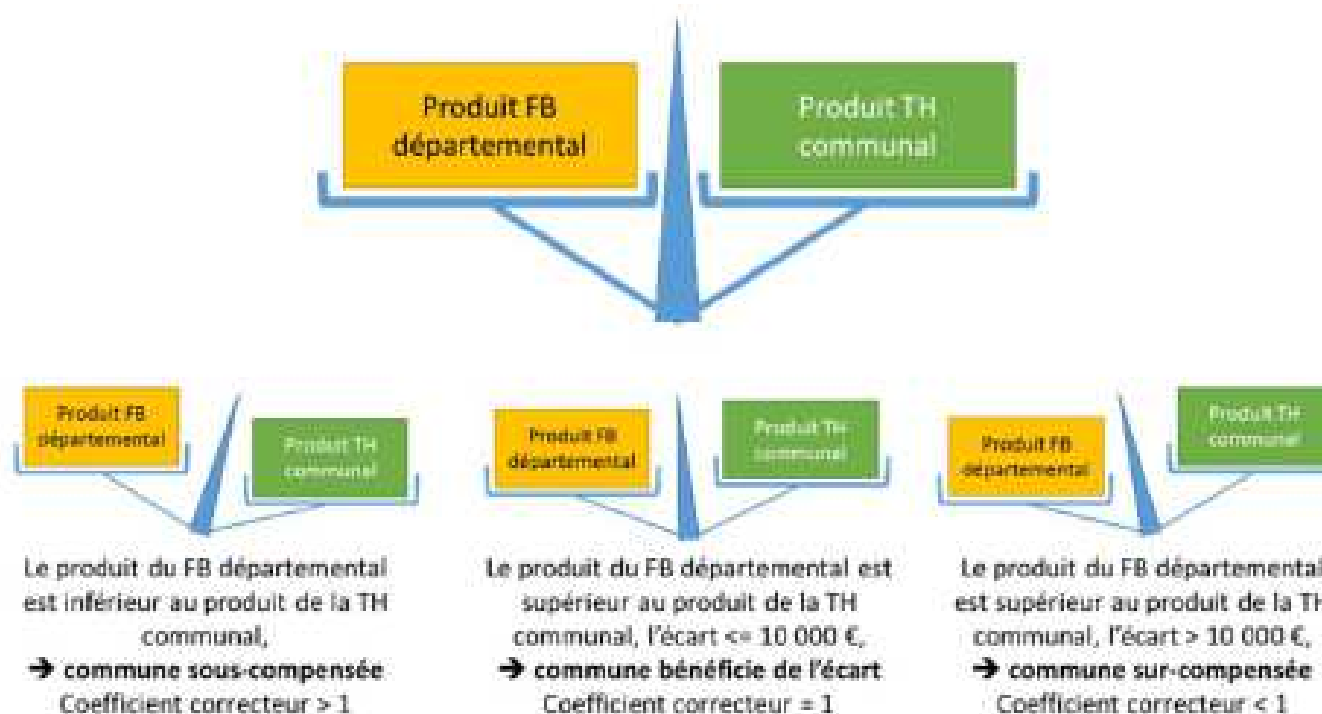 Produit FB
départemental
Produit TH
communal
Produit FB
départemental
Produit TH
communal
Le produit du FB départemental
est inférieur au produit de la TH
communal,
➔ commune sous-compensée
Coefficient correcteur > 1
Produit FB
départemental
Produit TH
communal
Le produit du FB départemental est
supérieur au produit de la TH
communal, l'écart <= 10 000 €,
➔ commune bénéficie de l'écart
Coefficient correcteur = 1
Produit FB
départemental
Produit TH
communal
Le produit du FB départemental
est supérieur au produit de la TH
communal, l'écart > 10 000 €,
➔ commune sur-compensée
Coefficient correcteur < 1